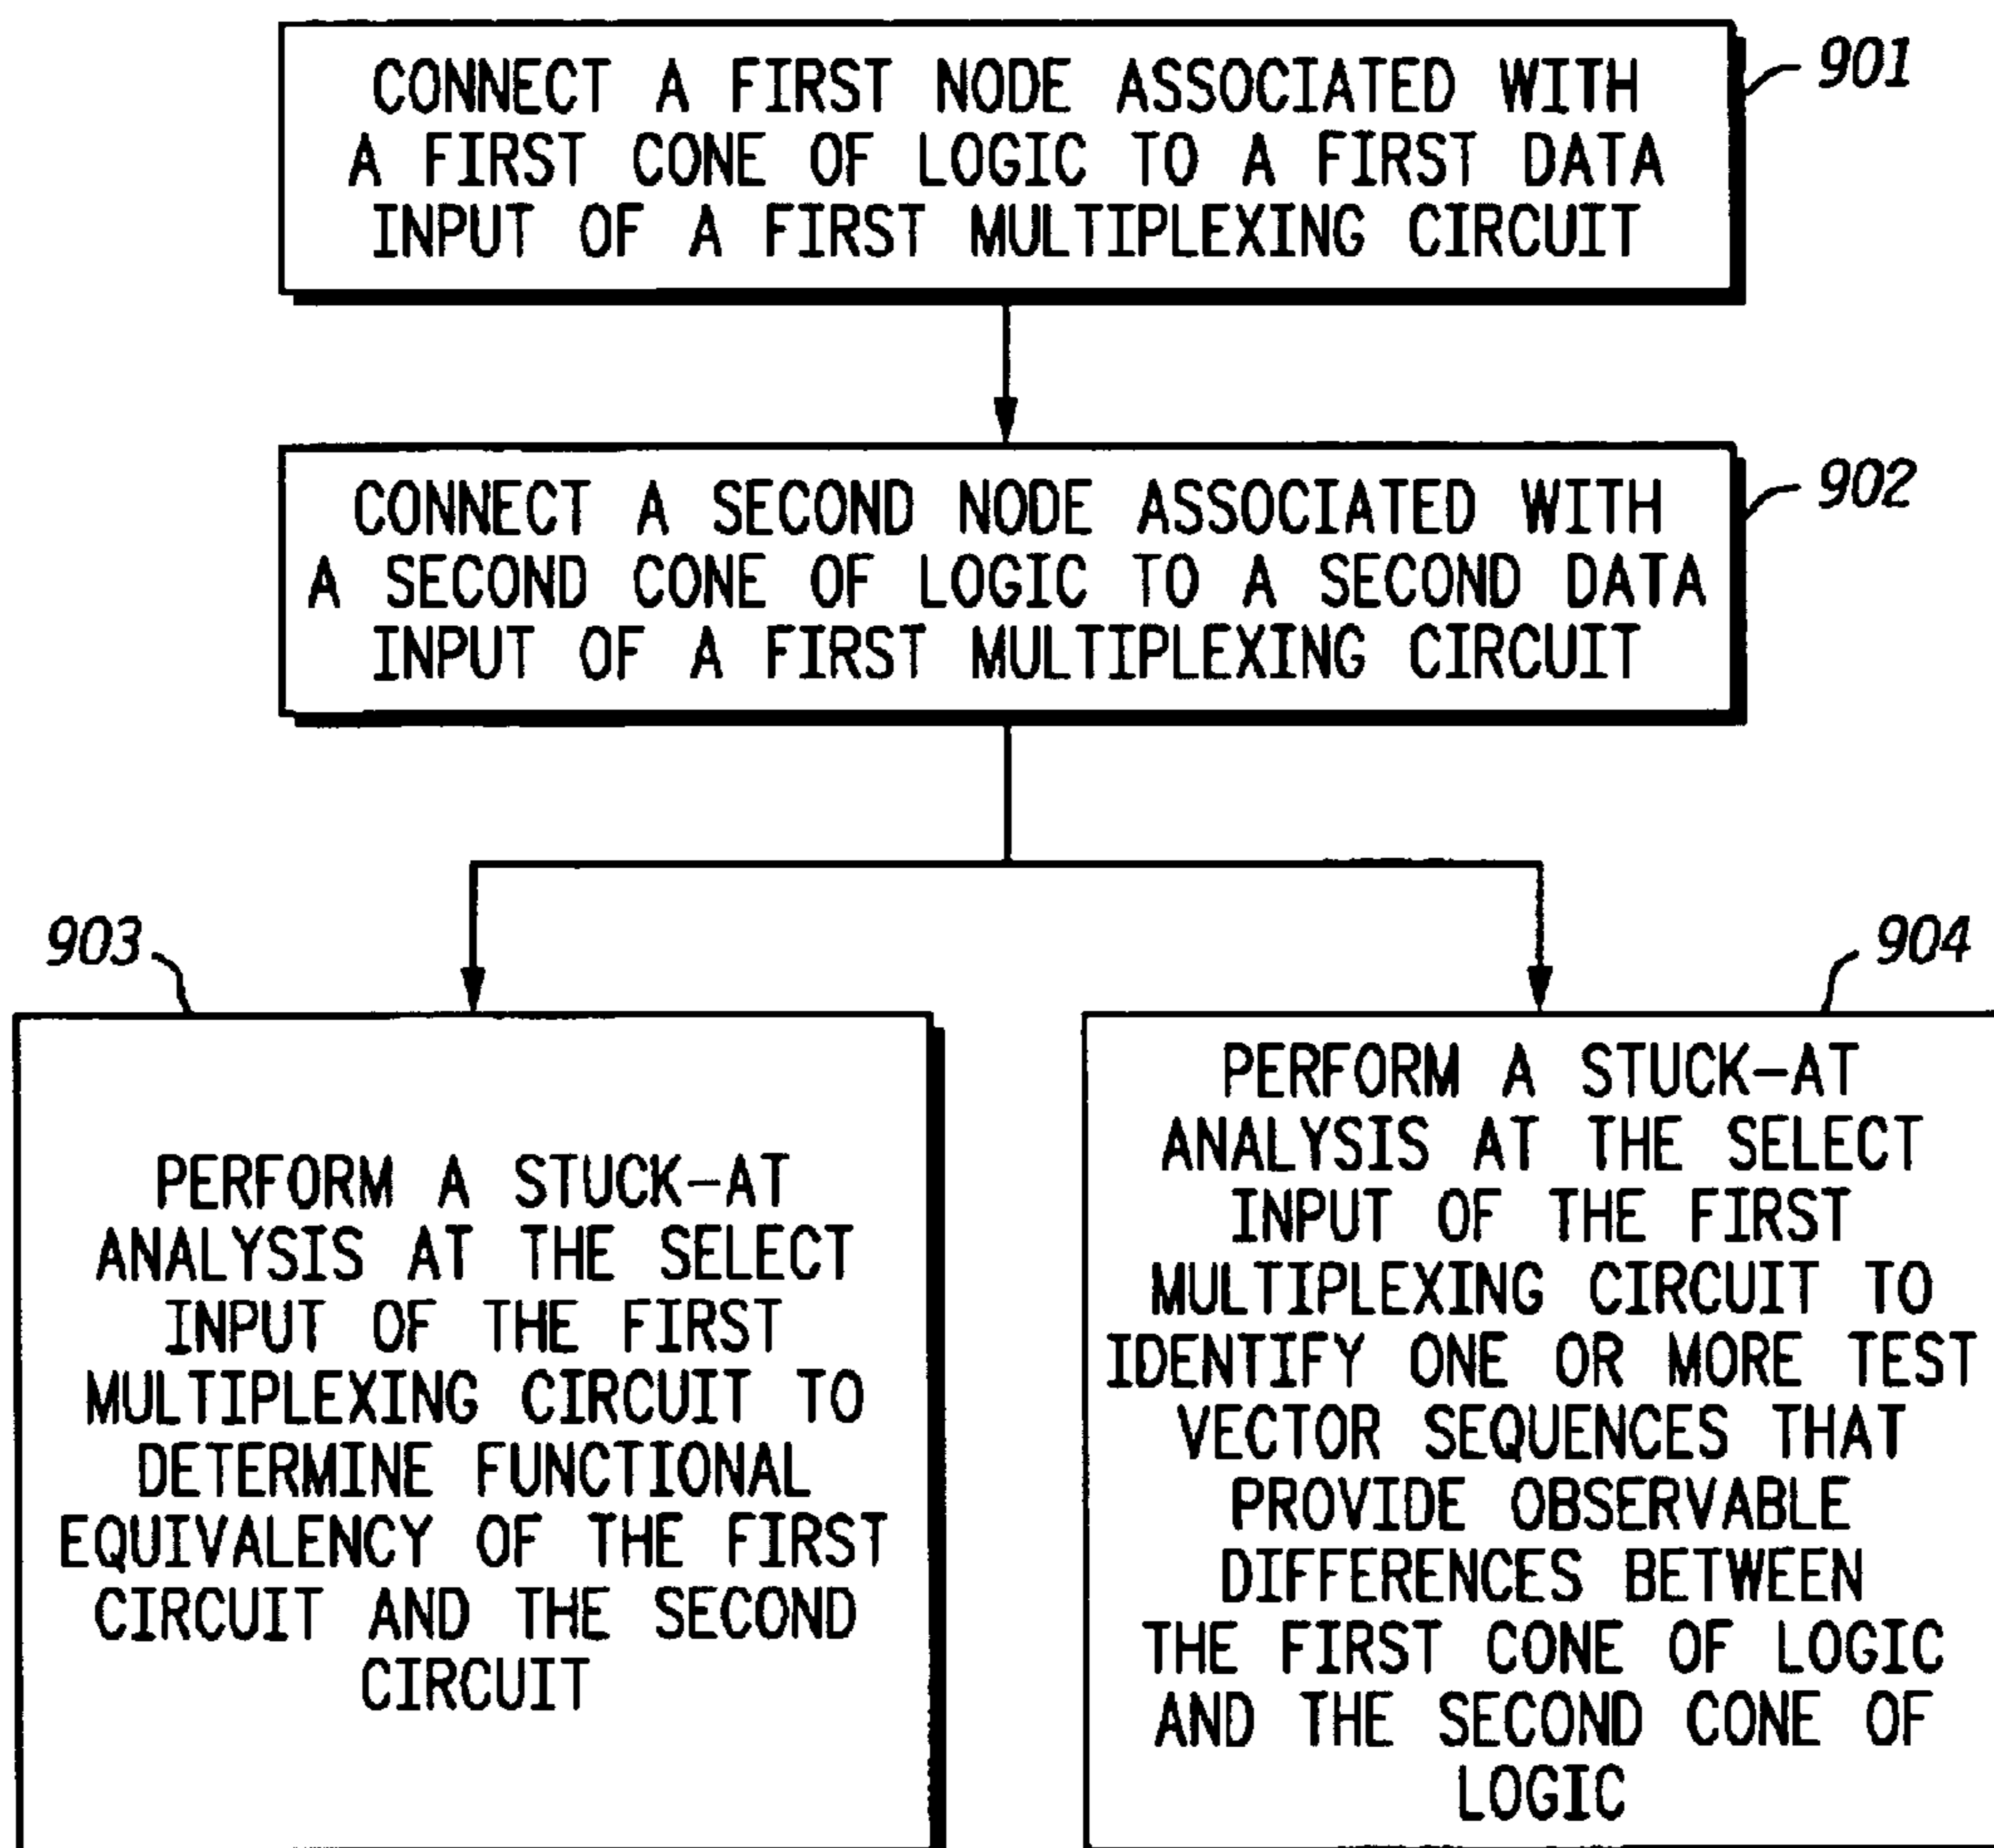 CONNECT A FIRST NODE ASSOCIATED WITH
A FIRST CONE OF LOGIC TO A FIRST DATA
INPUT OF A FIRST MULTIPLEXING CIRCUIT
901
CONNECT A SECOND NODE ASSOCIATED WITH
A SECOND CONE OF LOGIC TO A SECOND DATA
INPUT OF A FIRST MULTIPLEXING CIRCUIT
902
903
PERFORM A STUCK-AT
ANALYSIS AT THE SELECT
INPUT OF THE FIRST
MULTIPLEXING CIRCUIT TO
DETERMINE FUNCTIONAL
EQUIVALENCY OF THE FIRST
CIRCUIT AND THE SECOND
CIRCUIT
904
PERFORM A STUCK-AT
ANALYSIS AT THE SELECT
INPUT OF THE FIRST
MULTIPLEXING CIRCUIT TO
IDENTIFY ONE OR MORE TEST
VECTOR SEQUENCES THAT
PROVIDE OBSERVABLE
DIFFERENCES BETWEEN
THE FIRST CONE OF LOGIC
AND THE SECOND CONE OF
LOGIC